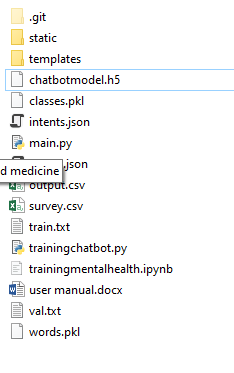 .git
static
templates
chatbotmodel.h5
classes.pkl
intents.json
main.py
.json
d medicine
output.csv
survey.csv
train.txt
trainingchatbot.py
trainingmentalhealth.ipynb
user manual.docx
val.txt
words.pkl